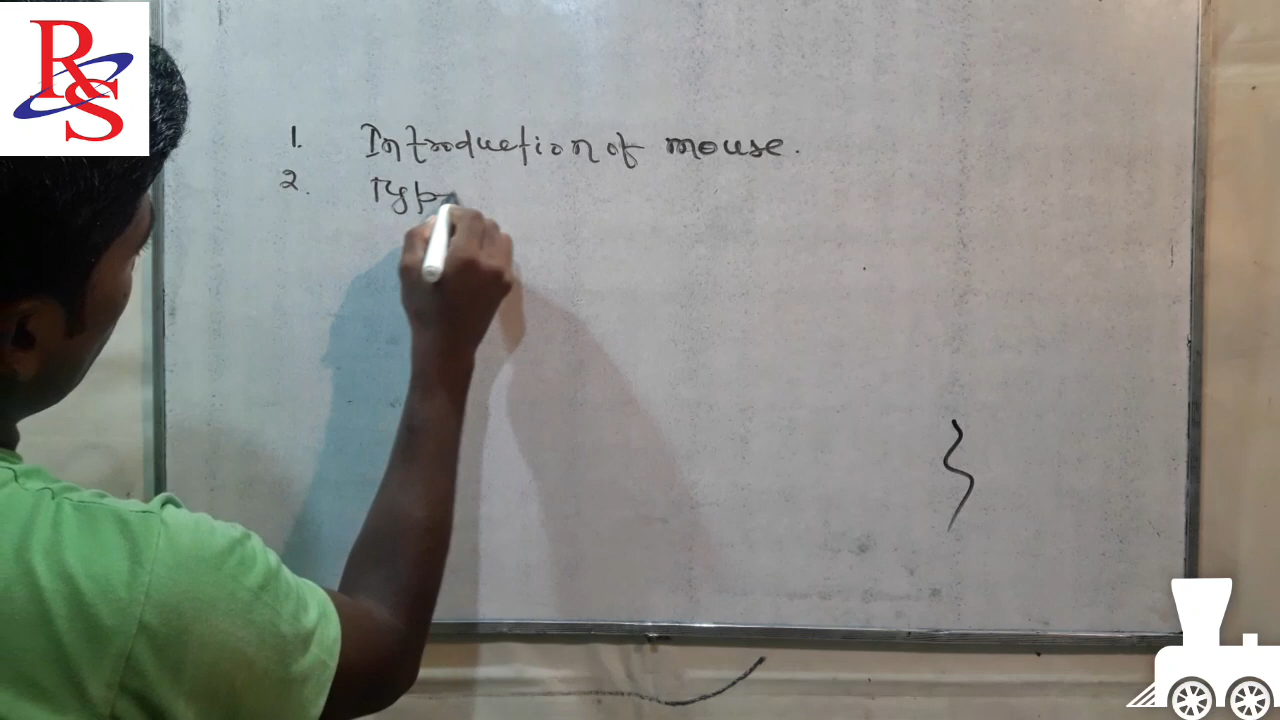 R&S
1. Introduction of mouse.
2. Typ